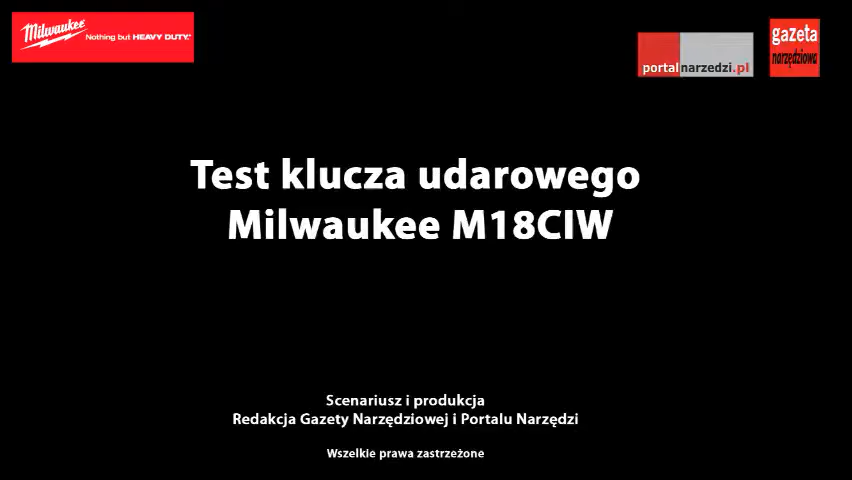 Milwaukee
Nothing but HEAVY DUTY.
portalnarzedzi.pl
gazeta
narzędziowa
Test klucza udarowego
Milwaukee M18CIW
Scenariusz i produkcja
Redakcja Gazety Narzędziowej i Portalu Narzędzi
Wszelkie prawa zastrzeżone